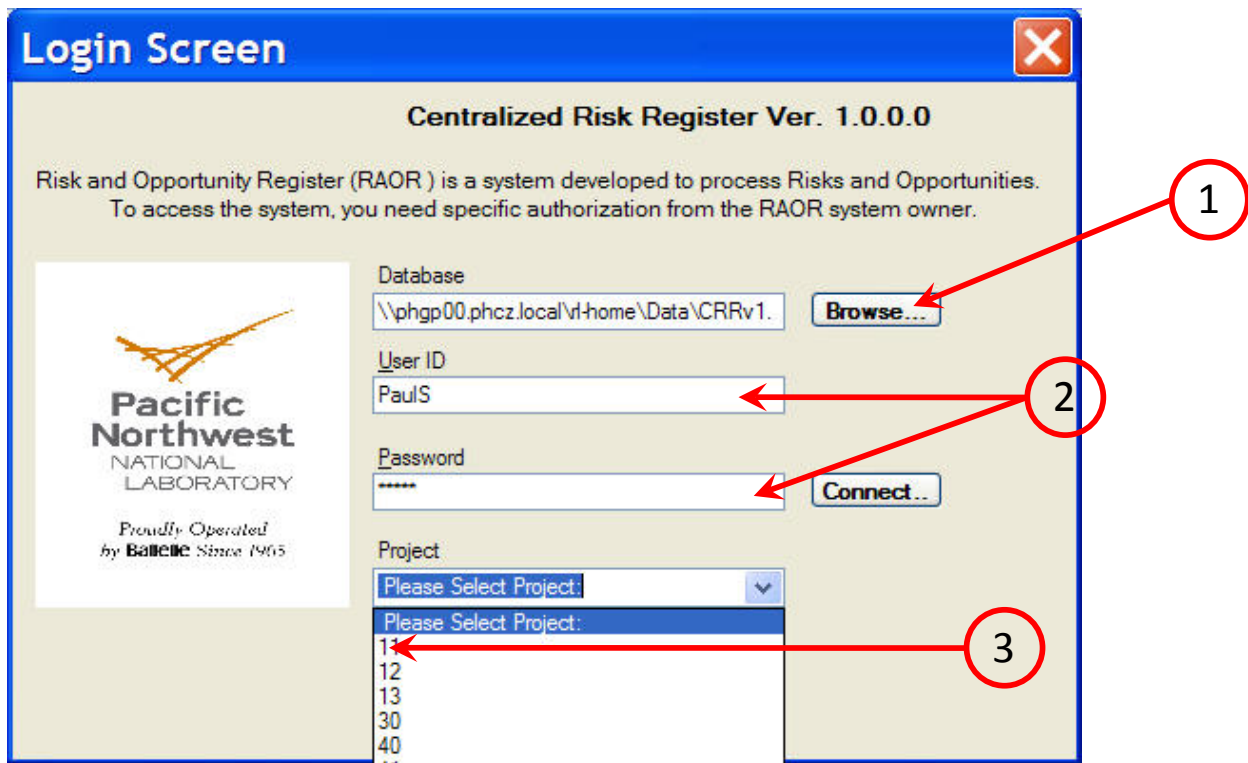 Login Screen
Centralized Risk Register Ver. 1.0.0.0
Risk and Opportunity Register (RAOR ) is a system developed to process Risks and Opportunities.
To access the system, you need specific authorization from the RAOR system owner.
1
Database
\\phgp00.phcz.local\rl-home\Data\CRRv1.
Browse...
User ID
PaulS
2
Pacific
Northwest
NATIONAL
LABORATORY
Proudly Operated
by Battelle Since 1965
Password
*****
Connect..
Project
Please Select Project:
Please Select Project:
11
3
12
13
30
40